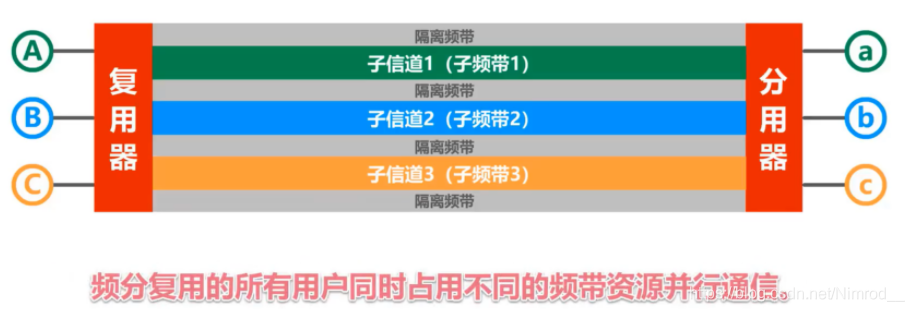 隔离频带
A
子信道1（子频带1）
a
隔离频带
复用器
分用器
B
子信道2（子频带2）
b
隔离频带
C
子信道3（子频带3）
c
隔离频带
频分复用的所有用户同时占用不同的频带资源并行通信。
https://blog.csdn.net/Nimrod__